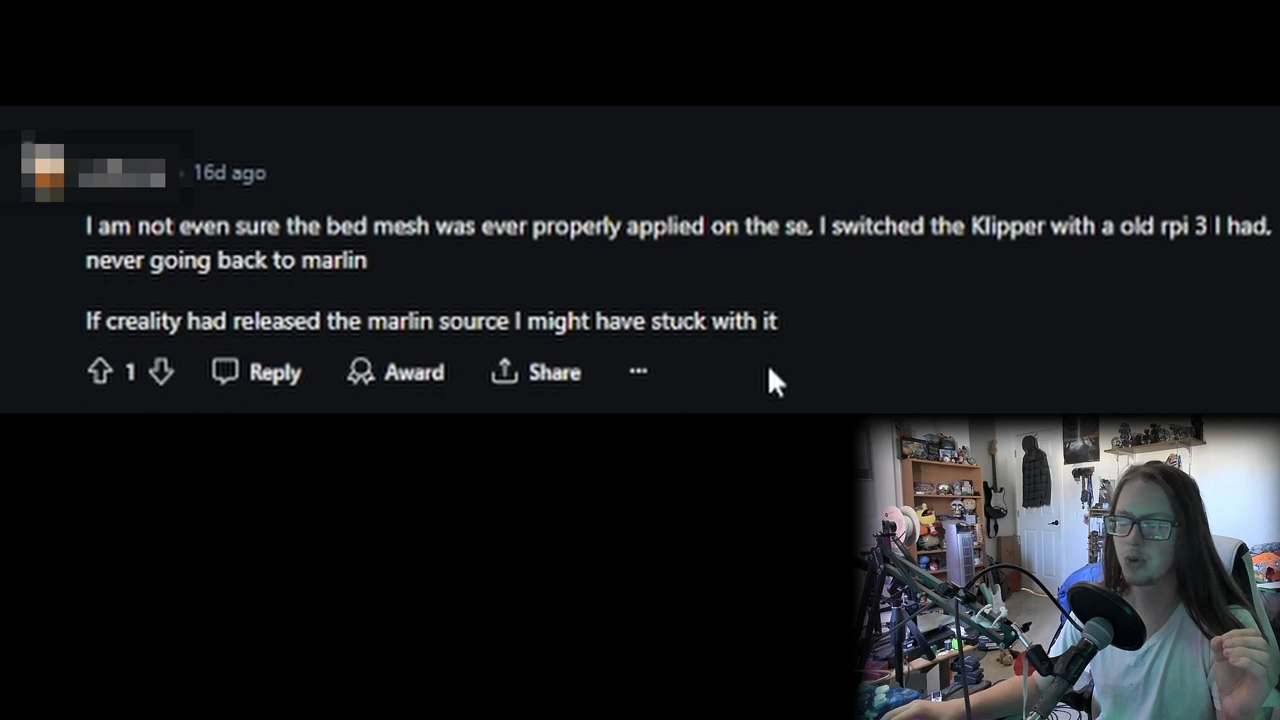 · 16d ago
I am not even sure the bed mesh was ever properly applied on the se. I switched the Klipper with a old rpi 3 I had.
never going back to marlin
If creality had released the marlin source I might have stuck with it
1 Reply Award Share ...